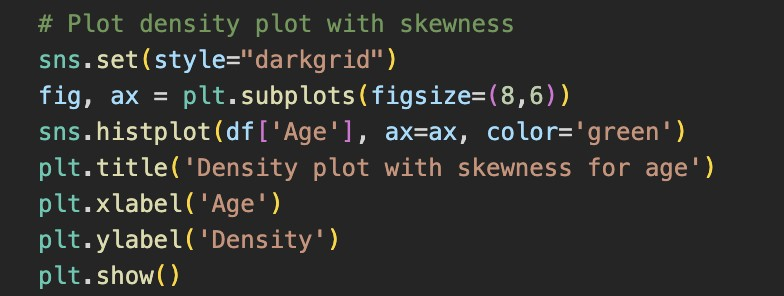 # Plot density plot with skewness
sns.set(style="darkgrid")
fig, ax = plt.subplots(figsize=(8,6))
sns.histplot(df['Age'], ax=ax, color='green')
plt.title('Density plot with skewness for age')
plt.xlabel('Age')
plt.ylabel('Density')
plt.show()